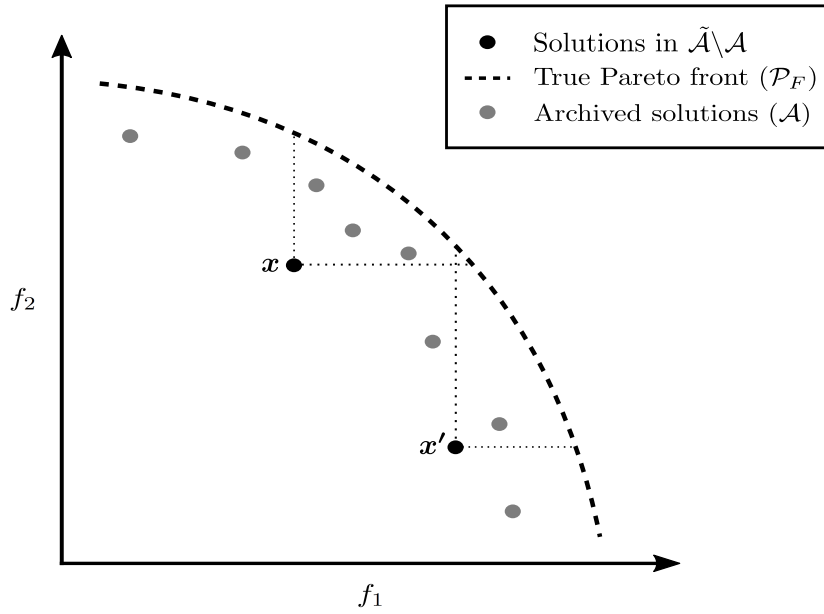 Solutions in 𝒜̃\𝒜
True Pareto front (𝒫_F)
Archived solutions (𝒜)
x
f₂
x′
f₁